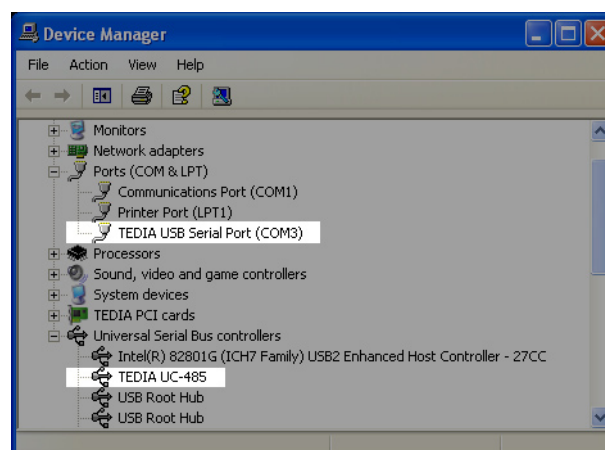 Device Manager
File Action View Help
Monitors
Network adapters
Ports (COM & LPT)
Communications Port (COM1)
Printer Port (LPT1)
TEDIA USB Serial Port (COM3)
Processors
Sound, video and game controllers
System devices
TEDIA PCI cards
Universal Serial Bus controllers
Intel(R) 82801G (ICH7 Family) USB2 Enhanced Host Controller - 27CC
TEDIA UC-485
USB Root Hub
USB Root Hub